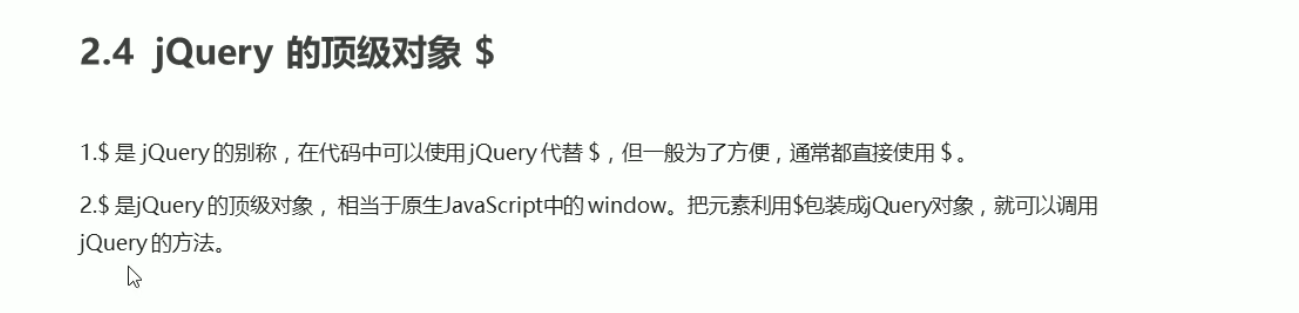 2.4 jQuery 的顶级对象 $
1.$ 是 jQuery 的别称，在代码中可以使用 jQuery 代替 $，但一般为了方便，通常都直接使用 $ 。
2.$ 是jQuery 的顶级对象， 相当于原生JavaScript中的 window。把元素利用$包装成jQuery对象，就可以调用
jQuery 的方法。